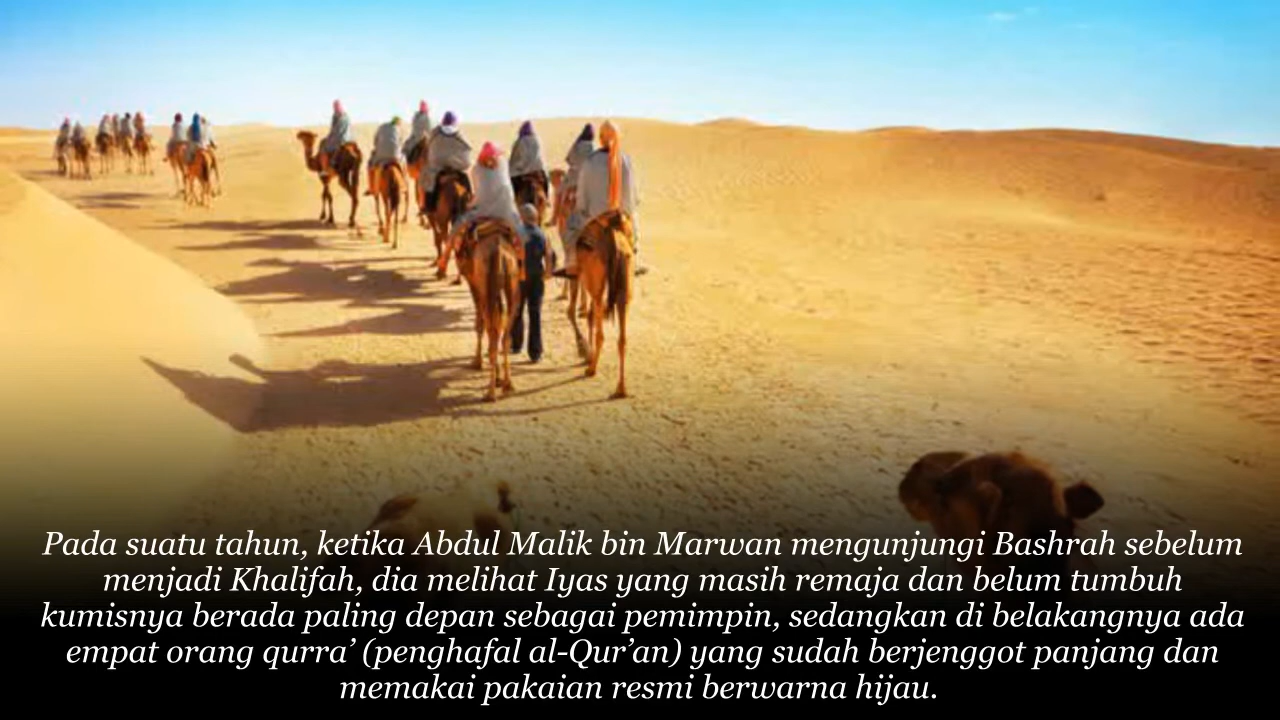 Pada suatu tahun, ketika Abdul Malik bin Marwan mengunjungi Bashrah sebelum
menjadi Khalifah, dia melihat Iyas yang masih remaja dan belum tumbuh
kumisnya berada paling depan sebagai pemimpin, sedangkan di belakangnya ada
empat orang qurra’ (penghafal al-Qur’an) yang sudah berjenggot panjang dan
memakai pakaian resmi berwarna hijau.